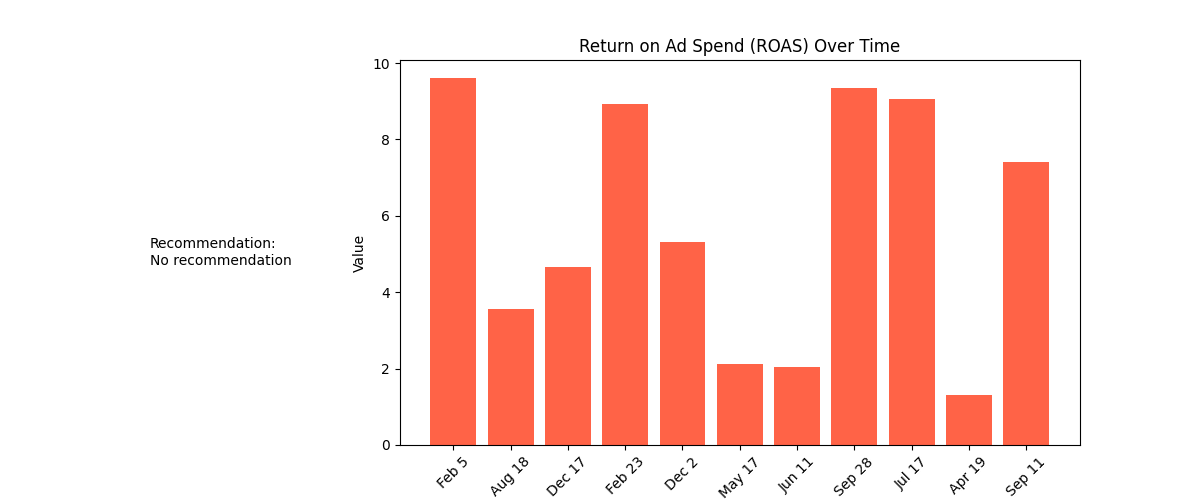 Return on Ad Spend (ROAS) Over Time
Recommendation:
No recommendation
Value
10
8
6
4
2
0
Feb 5
Aug 18
Dec 17
Feb 23
Dec 2
May 17
Jun 11
Sep 28
Jul 17
Apr 19
Sep 11